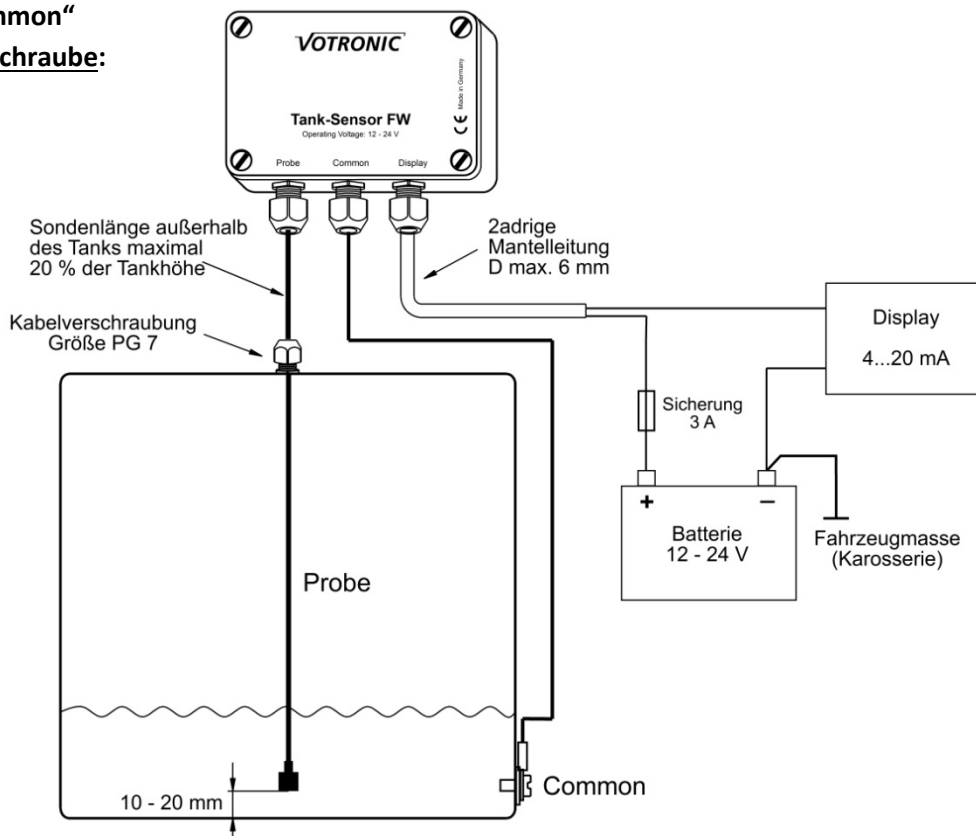 mmon“
chraube:
VOTRONIC
Made in Germany
CE
Tank-Sensor FW
Operating Voltage: 12 - 24 V
Probe Common Display
Sondenlänge außerhalb
des Tanks maximal
20 % der Tankhöhe
2adrige
Mantelleitung
D max. 6 mm
Kabelverschraubung
Größe PG 7
Display
4...20 mA
Sicherung
3 A
+ −
Batterie
12 - 24 V
Fahrzeugmasse
(Karosserie)
Probe
10 - 20 mm
Common